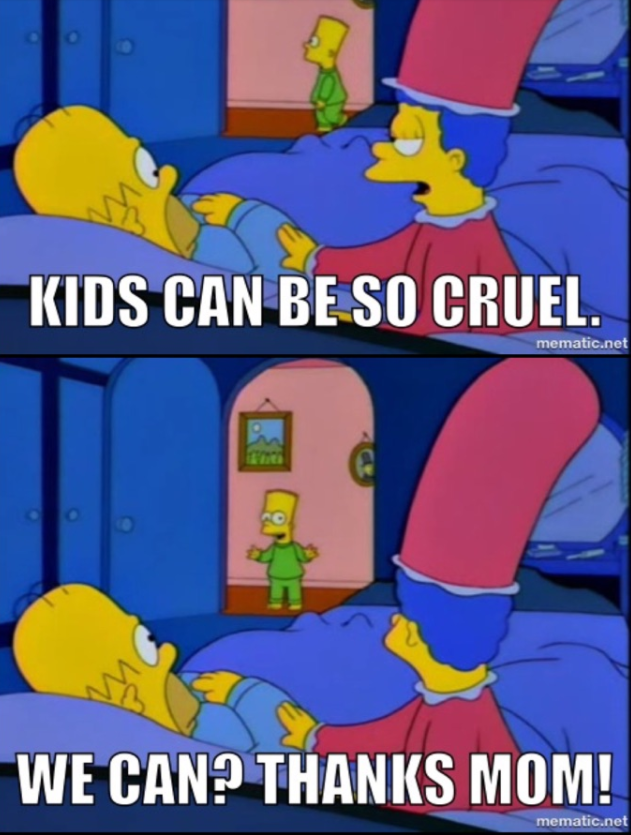 KIDS CAN BE SO CRUEL.
mematic.net
WE CAN? THANKS MOM!
mematic.net